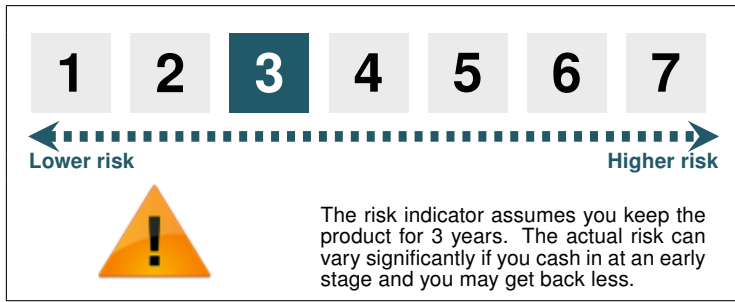 1 2 3 4 5 6 7
Lower risk Higher risk
!
The risk indicator assumes you keep the
product for 3 years. The actual risk can
vary significantly if you cash in at an early
stage and you may get back less.